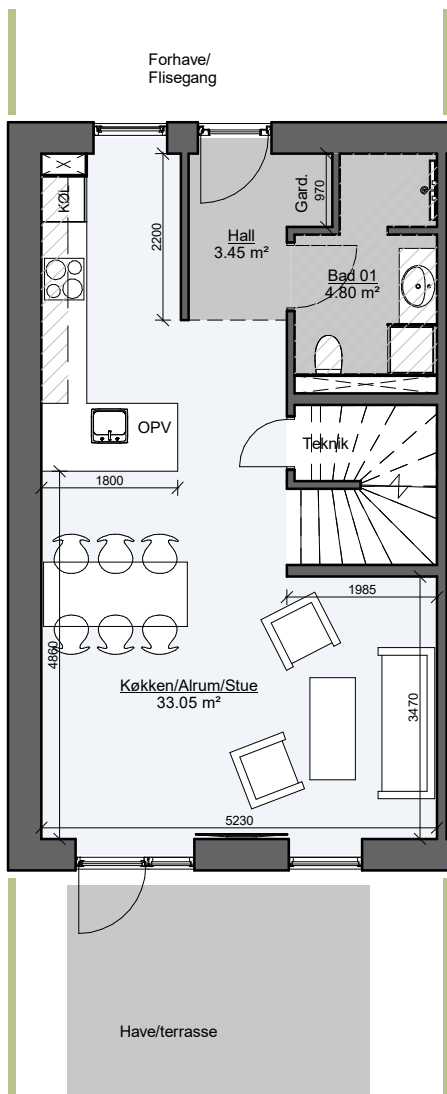 Forhave/
Flisegang
KØL
2200
Gard.
970
Hall
3.45 m²
Bad 01
4.80 m²
OPV
Teknik
1800
1985
4860
Køkken/Alrum/Stue
33.05 m²
3470
5230
Have/terrasse